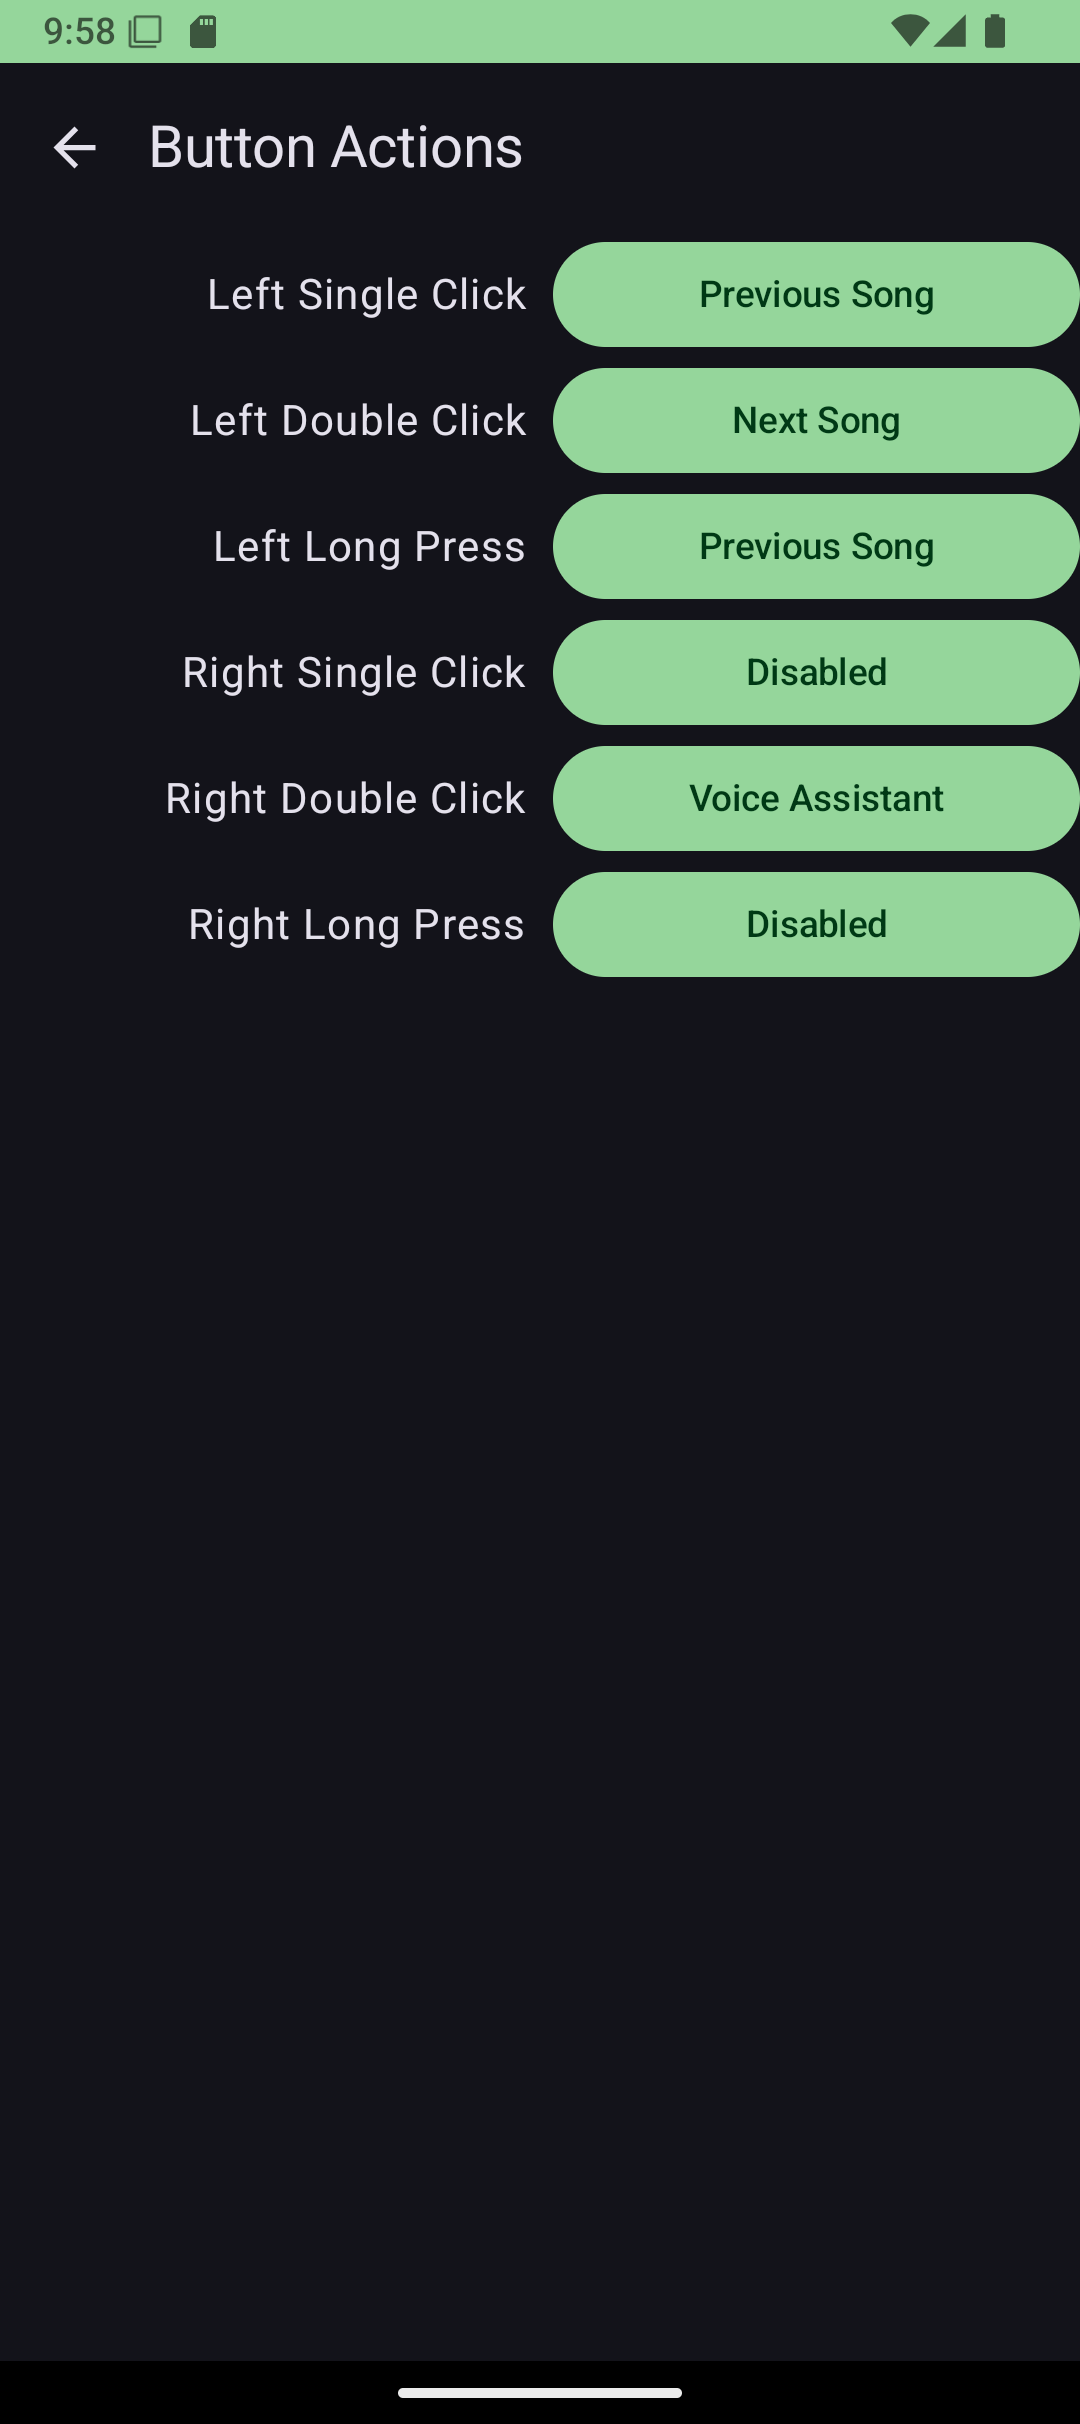 9:58
Button Actions
Left Single Click Previous Song
Left Double Click Next Song
Left Long Press Previous Song
Right Single Click Disabled
Right Double Click Voice Assistant
Right Long Press Disabled